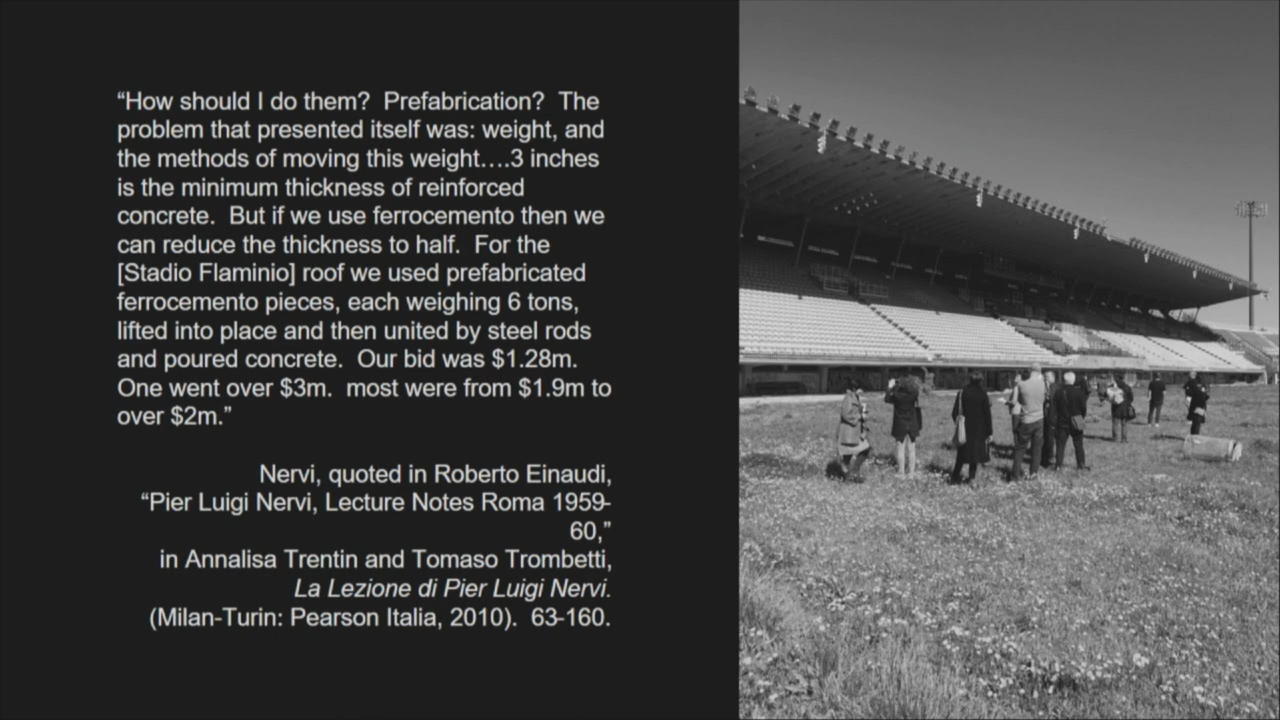 “How should I do them?  Prefabrication?  The
problem that presented itself was: weight, and
the methods of moving this weight….3 inches
is the minimum thickness of reinforced
concrete.  But if we use ferrocemento then we
can reduce the thickness to half.  For the
[Stadio Flaminio] roof we used prefabricated
ferrocemento pieces, each weighing 6 tons,
lifted into place and then united by steel rods
and poured concrete.  Our bid was $1.28m.
One went over $3m.  most were from $1.9m to
over $2m.”
Nervi, quoted in Roberto Einaudi,
“Pier Luigi Nervi, Lecture Notes Roma 1959-
60,”
in Annalisa Trentin and Tomaso Trombetti,
La Lezione di Pier Luigi Nervi.
(Milan-Turin: Pearson Italia, 2010).  63-160.